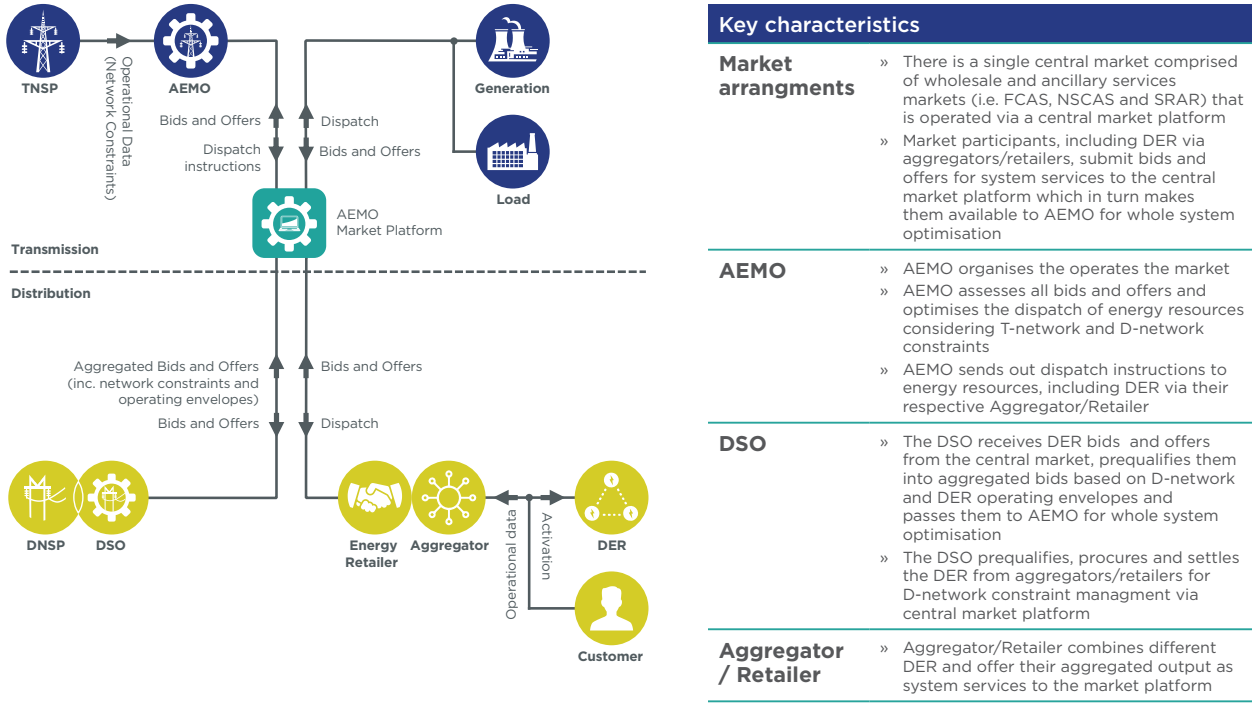 TNSP
Operational Data
(Network Constraints)
AEMO
Generation
Bids and Offers
Dispatch
Dispatch
instructions
Bids and Offers
Load
AEMO
Market Platform
Transmission
Distribution
Aggregated Bids and Offers
(inc. network constraints and
operating envelopes)
Bids and Offers
Bids and Offers
Dispatch
DNSP
DSO
Energy
Retailer
Aggregator
Operational data
Activation
DER
Customer
Key characteristics
Market
arrangments
» There is a single central market comprised
of wholesale and ancillary services
markets (i.e. FCAS, NSCAS and SRAR) that
is operated via a central market platform
» Market participants, including DER via
aggregators/retailers, submit bids and
offers for system services to the central
market platform which in turn makes
them available to AEMO for whole system
optimisation
AEMO
» AEMO organises the operates the market
» AEMO assesses all bids and offers and
optimises the dispatch of energy resources
considering T-network and D-network
constraints
» AEMO sends out dispatch instructions to
energy resources, including DER via their
respective Aggregator/Retailer
DSO
» The DSO receives DER bids and offers
from the central market, prequalifies them
into aggregated bids based on D-network
and DER operating envelopes and
passes them to AEMO for whole system
optimisation
» The DSO prequalifies, procures and settles
the DER from aggregators/retailers for
D-network constraint managment via
central market platform
Aggregator
/ Retailer
» Aggregator/Retailer combines different
DER and offer their aggregated output as
system services to the market platform